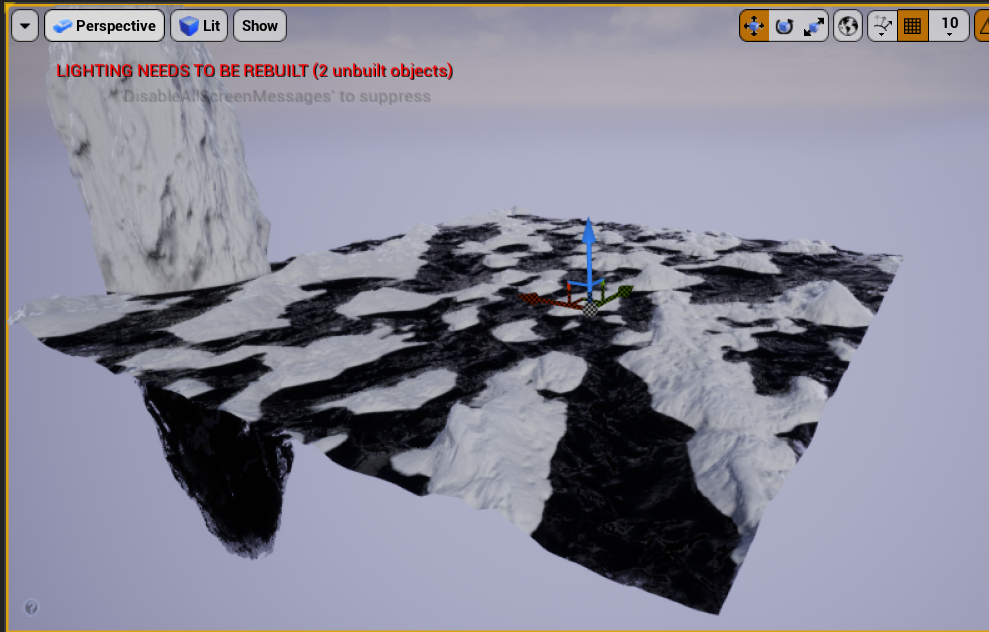 Perspective
Lit
Show
10
LIGHTING NEEDS TO BE REBUILT (2 unbuilt objects)
'DisableAllScreenMessages' to suppress